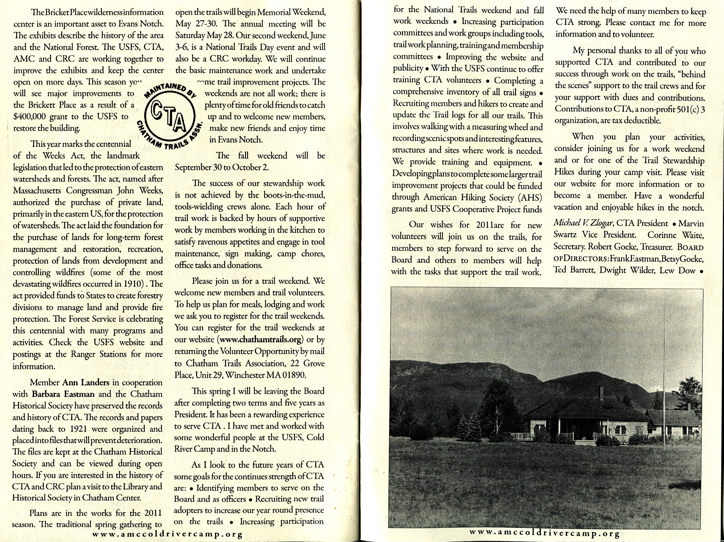 The Brickett Place wilderness information
center is an important asset to Evans Notch.
The exhibits describe the history of the area
and the National Forest. The USFS, CTA,
AMC and CRC are working together to
improve the exhibits and keep the center
open on more days. This season you
will see major improvements to
the Brickett Place as a result of a
$400,000 grant to the USFS to
restore the building.
This year marks the centennial
of the Weeks Act, the landmark
legislation that led to the protection of eastern
watersheds and forests. The act, named after
Massachusetts Congressman John Weeks,
authorized the purchase of private land,
primarily in the eastern US, for the protection
of watersheds. The act laid the foundation for
the purchase of lands for long-term forest
management and restoration, recreation,
protection of lands from development and
controlling wildfires (some of the most
devastating wildfires occurred in 1910) . The
act provided funds to States to create forestry
divisions to manage land and provide fire
protection. The Forest Service is celebrating
this centennial with many programs and
activities. Check the USFS website and
postings at the Ranger Stations for more
information.
Member Ann Landers in cooperation
with Barbara Eastman and the Chatham
Historical Society have preserved the records
and history of CTA. The records and papers
dating back to 1921 were organized and
placed into files that will prevent deterioration.
The files are kept at the Chatham Historical
Society and can be viewed during open
hours. If you are interested in the history of
CTA and CRC plan a visit to the Library and
Historical Society in Chatham Center.
Plans are in the works for the 2011
season. The traditional spring gathering to
open the trails will begin Memorial Weekend,
May 27-30. The annual meeting will be
Saturday May 28. Our second weekend, June
3-6, is a National Trails Day event and will
also be a CRC workday. We will continue
the basic maintenance work and undertake
some trail improvement projects. The
weekends are not all work; there is
plenty of time for old friends to catch
up and to welcome new members,
make new friends and enjoy time
in Evans Notch.
MAINTAINED BY
CTA
CHATHAM TRAILS ASSN.
The fall weekend will be
September 30 to October 2.
The success of our stewardship work
is not achieved by the boots-in-the-mud,
tools-wielding crews alone. Each hour of
trail work is backed by hours of supportive
work by members working in the kitchen to
satisfy ravenous appetites and engage in tool
maintenance, sign making, camp chores,
office tasks and donations.
Please join us for a trail weekend. We
welcome new members and trail volunteers.
To help us plan for meals, lodging and work
we ask you to register for the trail weekends.
You can register for the trail weekends at
our website (www.chathamtrails.org) or by
returning the Volunteer Opportunity by mail
to Chatham Trails Association, 22 Grove
Place, Unit 29, Winchester MA 01890.
This spring I will be leaving the Board
after completing two terms and five years as
President. It has been a rewarding experience
to serve CTA . I have met and worked with
some wonderful people at the USFS, Cold
River Camp and in the Notch.
As I look to the future years of CTA
some goals for the continues strength of CTA
are: • Identifying members to serve on the
Board and as officers • Recruiting new trail
adopters to increase our year round presence
on the trails • Increasing participation
www.amccoldrivercamp.org
for the National Trails weekend and fall
work weekends • Increasing participation
committees and work groups including tools,
trail work planning, training and membership
committees • Improving the website and
publicity • With the USFS continue to offer
training CTA volunteers • Completing a
comprehensive inventory of all trail signs •
Recruiting members and hikers to create and
update the Trail logs for all our trails. This
involves walking with a measuring wheel and
recording scenic spots and interesting features,
structures and sites where work is needed.
We provide training and equipment. •
Developing plans to complete some larger trail
improvement projects that could be funded
through American Hiking Society (AHS)
grants and USFS Cooperative Project funds
Our wishes for 2011are for new
volunteers will join us on the trails, for
members to step forward to serve on the
Board and others to members will help
with the tasks that support the trail work.
We need the help of many members to keep
CTA strong. Please contact me for more
information and to volunteer.
My personal thanks to all of you who
supported CTA and contributed to our
success through work on the trails, "behind
the scenes" support to the trail crews and for
your support with dues and contributions.
Contributions to CTA, a non-profit 501(c) 3
organization, are tax deductible.
When you plan your activities,
consider joining us for a work weekend
and or for one of the Trail Stewardship
Hikes during your camp visit. Please visit
our website for more information or to
become a member. Have a wonderful
vacation and enjoyable hikes in the notch.
Michael V. Zlogar, CTA President • Marvin
Swartz Vice President. Corinne Waite,
Secretary. Robert Goeke, Treasurer. BOARD
OF DIRECTORS: Frank Eastman, Betsy Goeke,
Ted Barrett, Dwight Wilder, Lew Dow •
www.amccoldrivercamp.org